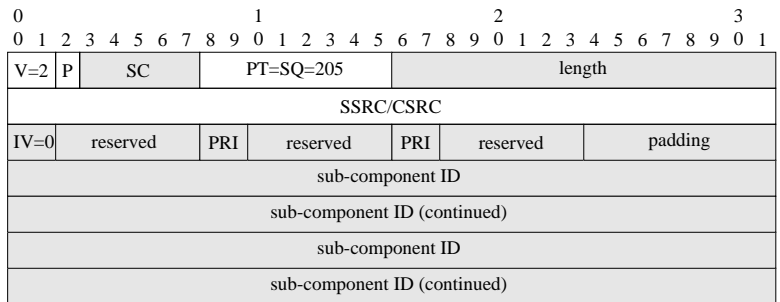 0 1 2 3
0 1 2 3 4 5 6 7 8 9 0 1 2 3 4 5 6 7 8 9 0 1 2 3 4 5 6 7 8 9 0 1
V=2 P SC PT=SQ=205 length
SSRC/CSRC
IV=0 reserved PRI reserved PRI reserved padding
sub-component ID
sub-component ID (continued)
sub-component ID
sub-component ID (continued)